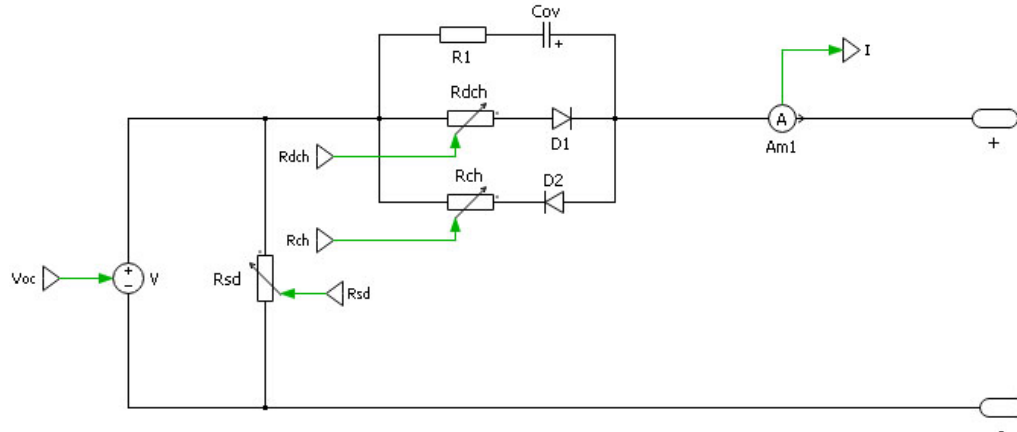 Cov
+
R1
I
Rdch
A
D1
Am1
+
Rdch
Rch
D2
Rch
Voc
+
−
V
Rsd
Rsd